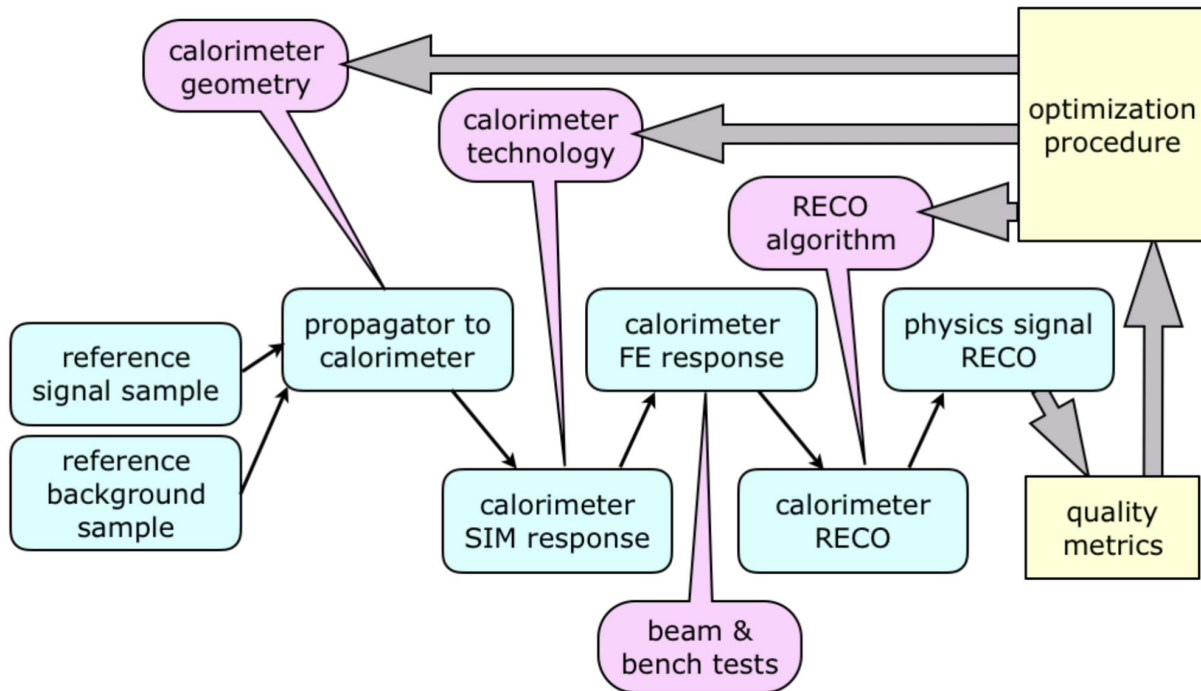 calorimeter
geometry
calorimeter
technology
optimization
procedure
RECO
algorithm
reference
signal sample
reference
background
sample
propagator to
calorimeter
calorimeter
SIM response
calorimeter
FE response
calorimeter
RECO
physics signal
RECO
quality
metrics
beam &
bench tests